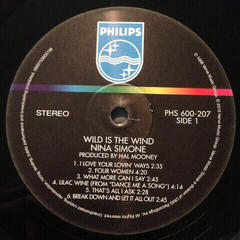 PHILIPS
STEREO
PHS 600-207
SIDE 1
WILD IS THE WIND
NINA SIMONE
PRODUCED BY HAL MOONEY
1. I LOVE YOUR LOVIN' WAYS 2:35
2. FOUR WOMEN 4:20
3. WHAT MORE CAN I SAY 2:45
4. LILAC WINE (FROM "DANCE ME A SONG") 4:14
5. THAT'S ALL I ASK 2:28
6. BREAK DOWN AND LET IT ALL OUT 2:45